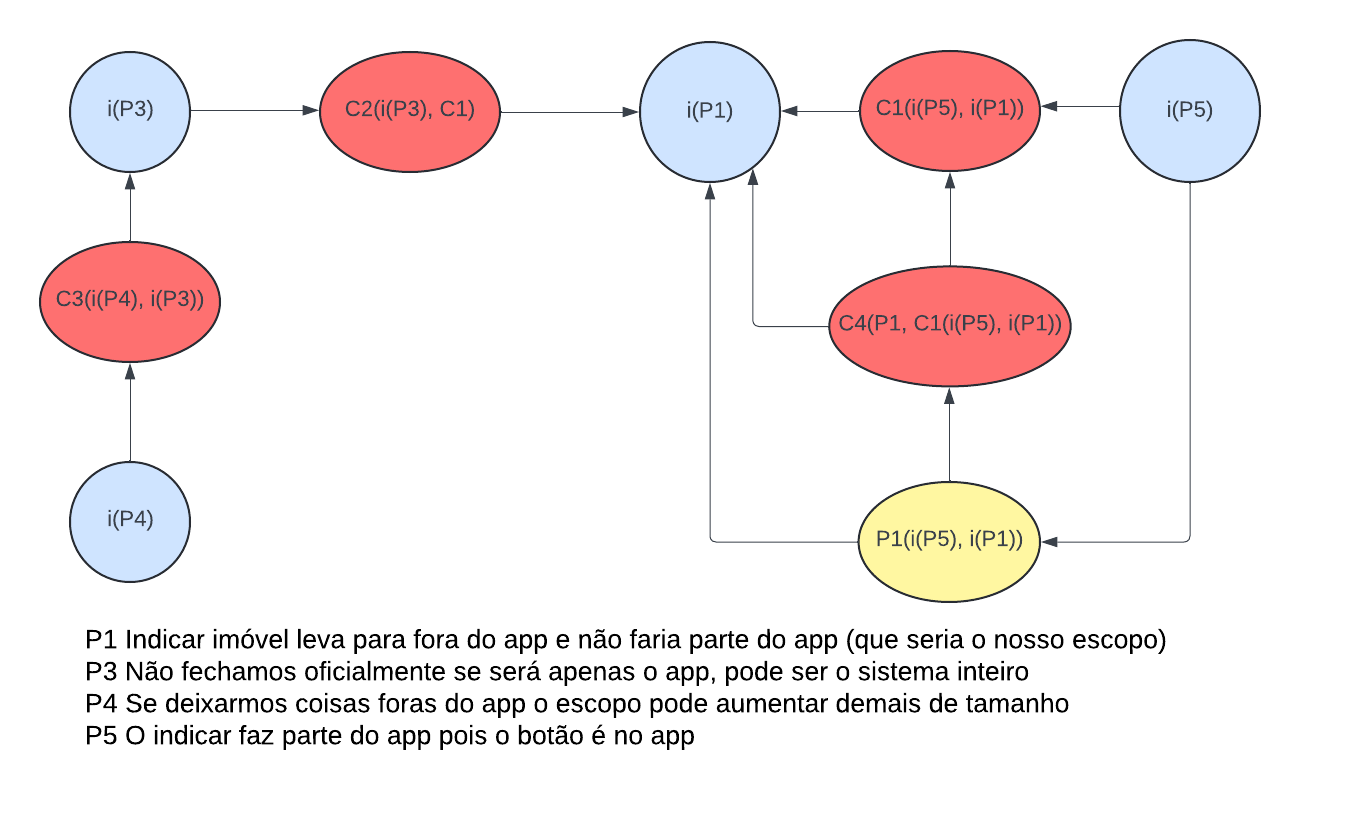 i(P3)
C2(i(P3), C1)
i(P1)
C1(i(P5), i(P1))
i(P5)
C3(i(P4), i(P3))
C4(P1, C1(i(P5), i(P1))
i(P4)
P1(i(P5), i(P1))
P1 Indicar imóvel leva para fora do app e não faria parte do app (que seria o nosso escopo)
P3 Não fechamos oficialmente se será apenas o app, pode ser o sistema inteiro
P4 Se deixarmos coisas foras do app o escopo pode aumentar demais de tamanho
P5 O indicar faz parte do app pois o botão é no app